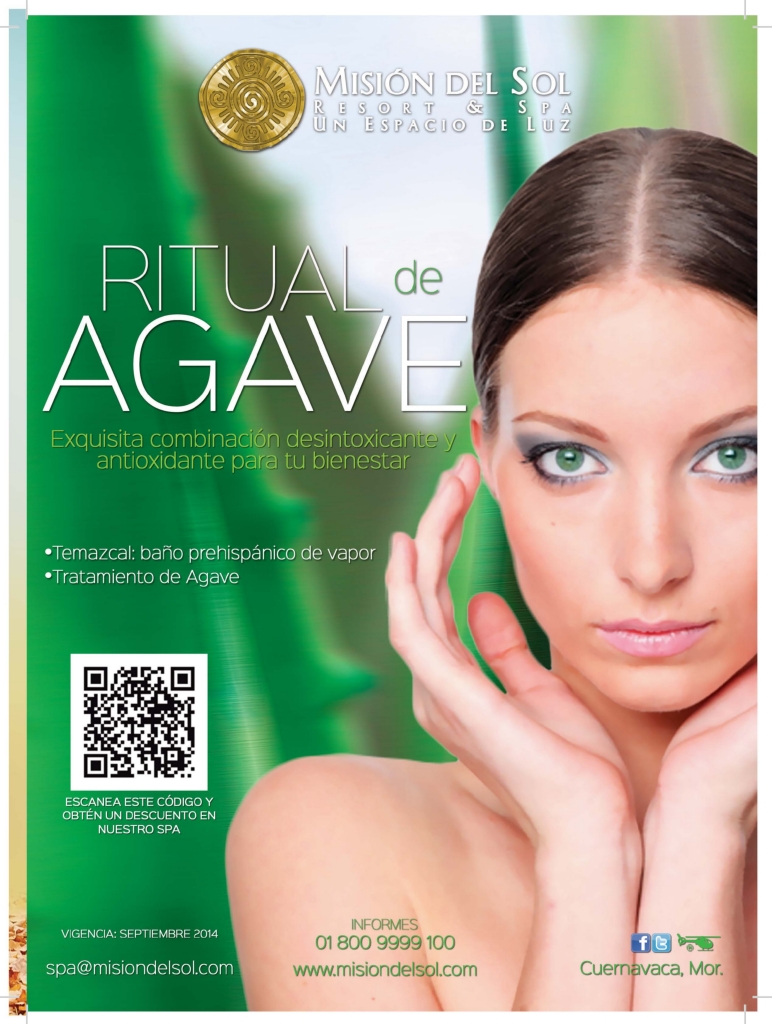 MISIÓN DEL SOL
RESORT & SPA
UN ESPACIO DE LUZ
RITUAL de
AGAVE
Exquisita combinación desintoxicante y
antioxidante para tu bienestar
•Temazcal: baño prehispánico de vapor
•Tratamiento de Agave
ESCANEA ESTE CÓDIGO Y
OBTÉN UN DESCUENTO EN
NUESTRO SPA
VIGENCIA: SEPTIEMBRE 2014
spa@misiondelsol.com
INFORMES
01 800 9999 100
www.misiondelsol.com
Cuernavaca, Mor.